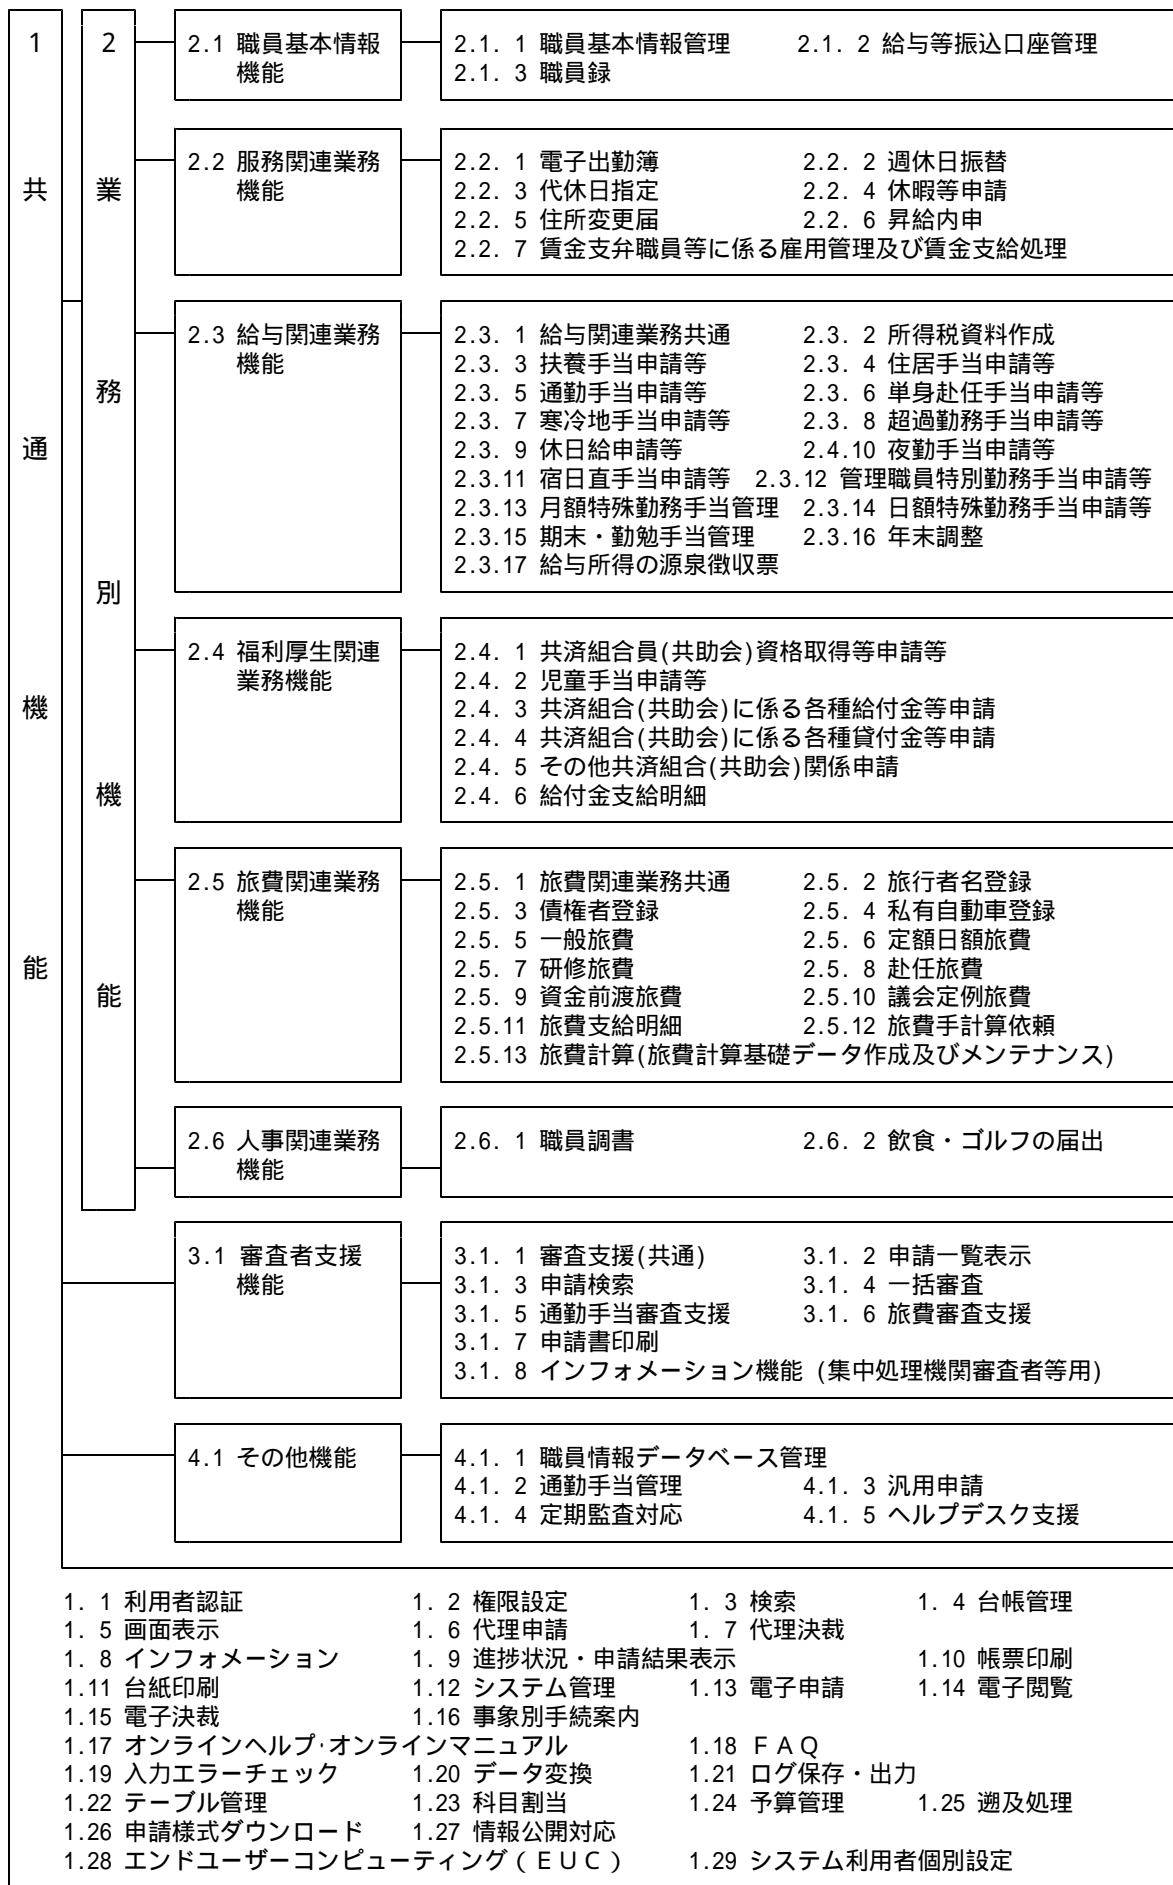 1 共 通 機 能
2 業 務 別 機 能
2.1 職員基本情報
機能
2.1. 1 職員基本情報管理 2.1. 2 給与等振込口座管理
2.1. 3 職員録
2.2 服務関連業務
機能
2.2. 1 電子出勤簿 2.2. 2 週休日振替
2.2. 3 代休日指定 2.2. 4 休暇等申請
2.2. 5 住所変更届 2.2. 6 昇給内申
2.2. 7 賃金支弁職員等に係る雇用管理及び賃金支給処理
2.3 給与関連業務
機能
2.3. 1 給与関連業務共通 2.3. 2 所得税資料作成
2.3. 3 扶養手当申請等 2.3. 4 住居手当申請等
2.3. 5 通勤手当申請等 2.3. 6 単身赴任手当申請等
2.3. 7 寒冷地手当申請等 2.3. 8 超過勤務手当申請等
2.3. 9 休日給申請等 2.4.10 夜勤手当申請等
2.3.11 宿日直手当申請等 2.3.12 管理職員特別勤務手当申請等
2.3.13 月額特殊勤務手当管理 2.3.14 日額特殊勤務手当申請等
2.3.15 期末・勤勉手当管理 2.3.16 年末調整
2.3.17 給与所得の源泉徴収票
2.4 福利厚生関連
業務機能
2.4. 1 共済組合員(共助会)資格取得等申請等
2.4. 2 児童手当申請等
2.4. 3 共済組合(共助会)に係る各種給付金等申請
2.4. 4 共済組合(共助会)に係る各種貸付金等申請
2.4. 5 その他共済組合(共助会)関係申請
2.4. 6 給付金支給明細
2.5 旅費関連業務
機能
2.5. 1 旅費関連業務共通 2.5. 2 旅行者名登録
2.5. 3 債権者登録 2.5. 4 私有自動車登録
2.5. 5 一般旅費 2.5. 6 定額日額旅費
2.5. 7 研修旅費 2.5. 8 赴任旅費
2.5. 9 資金前渡旅費 2.5.10 議会定例旅費
2.5.11 旅費支給明細 2.5.12 旅費手計算依頼
2.5.13 旅費計算(旅費計算基礎データ作成及びメンテナンス)
2.6 人事関連業務
機能
2.6. 1 職員調書 2.6. 2 飲食・ゴルフの届出
3.1 審査者支援
機能
3.1. 1 審査支援(共通) 3.1. 2 申請一覧表示
3.1. 3 申請検索 3.1. 4 一括審査
3.1. 5 通勤手当審査支援 3.1. 6 旅費審査支援
3.1. 7 申請書印刷
3.1. 8 インフォメーション機能 (集中処理機関審査者等用)
4.1 その他機能
4.1. 1 職員情報データベース管理
4.1. 2 通勤手当管理 4.1. 3 汎用申請
4.1. 4 定期監査対応 4.1. 5 ヘルプデスク支援
1. 1 利用者認証 1. 2 権限設定 1. 3 検索 1. 4 台帳管理
1. 5 画面表示 1. 6 代理申請 1. 7 代理決裁
1. 8 インフォメーション 1. 9 進捗状況・申請結果表示 1.10 帳票印刷
1.11 台紙印刷 1.12 システム管理 1.13 電子申請 1.14 電子閲覧
1.15 電子決裁 1.16 事象別手続案内
1.17 オンラインヘルプ・オンラインマニュアル 1.18 ＦＡＱ
1.19 入力エラーチェック 1.20 データ変換 1.21 ログ保存・出力
1.22 テーブル管理 1.23 科目割当 1.24 予算管理 1.25 遡及処理
1.26 申請様式ダウンロード 1.27 情報公開対応
1.28 エンドユーザーコンピューティング（ＥＵＣ） 1.29 システム利用者個別設定